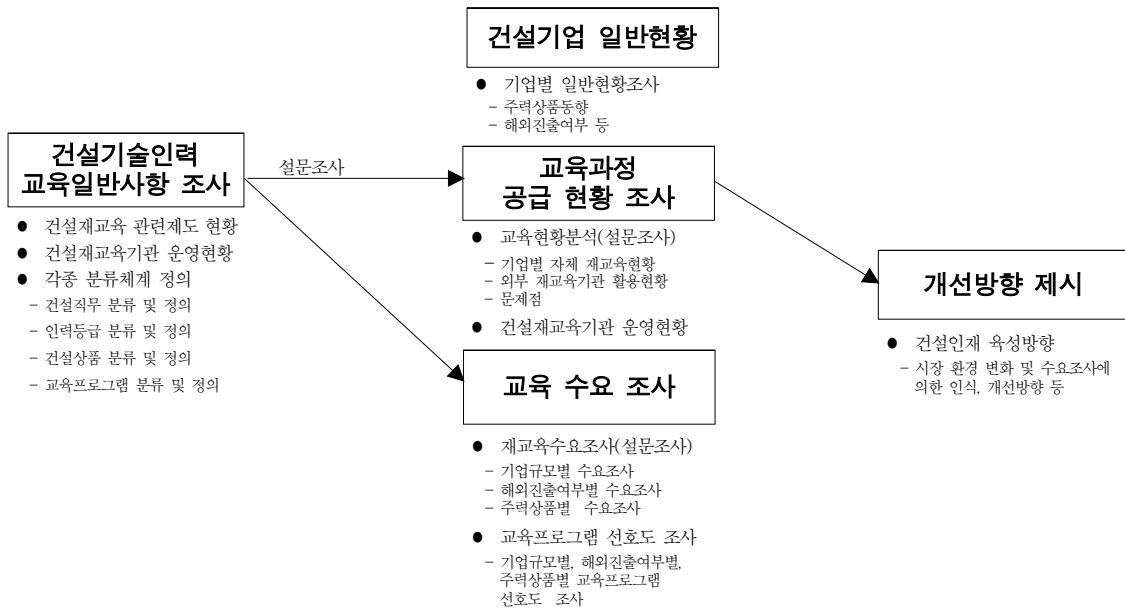 건설기업 일반현황
● 기업별 일반현황조사
- 주력상품동향
- 해외진출여부 등
건설기술인력
교육일반사항 조사
● 건설재교육 관련제도 현황
● 건설재교육기관 운영현황
● 각종 분류체계 정의
- 건설직무 분류 및 정의
- 인력등급 분류 및 정의
- 건설상품 분류 및 정의
- 교육프로그램 분류 및 정의
설문조사
교육과정
공급 현황 조사
● 교육현황분석(설문조사)
- 기업별 자체 재교육현황
- 외부 재교육기관 활용현황
- 문제점
● 건설재교육기관 운영현황
교육 수요 조사
● 재교육수요조사(설문조사)
- 기업규모별 수요조사
- 해외진출여부별 수요조사
- 주력상품별 수요조사
● 교육프로그램 선호도 조사
- 기업규모별, 해외진출여부별,
주력상품별 교육프로그램
선호도 조사
개선방향 제시
● 건설인재 육성방향
- 시장 환경 변화 및 수요조사에
의한 인식, 개선방향 등